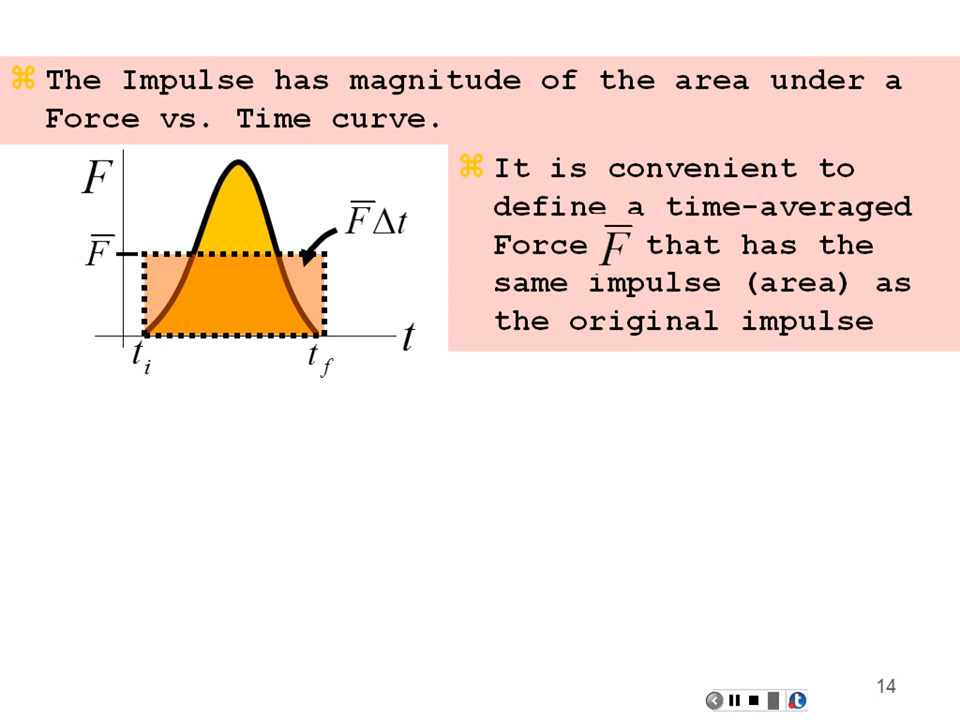 The Impulse has magnitude of the area under a
Force vs. Time curve.
F
F̅
F̅Δt
t
tᵢ
t_f
It is convenient to
define a time-averaged
Force F̅ that has the
same impulse (area) as
the original impulse
14